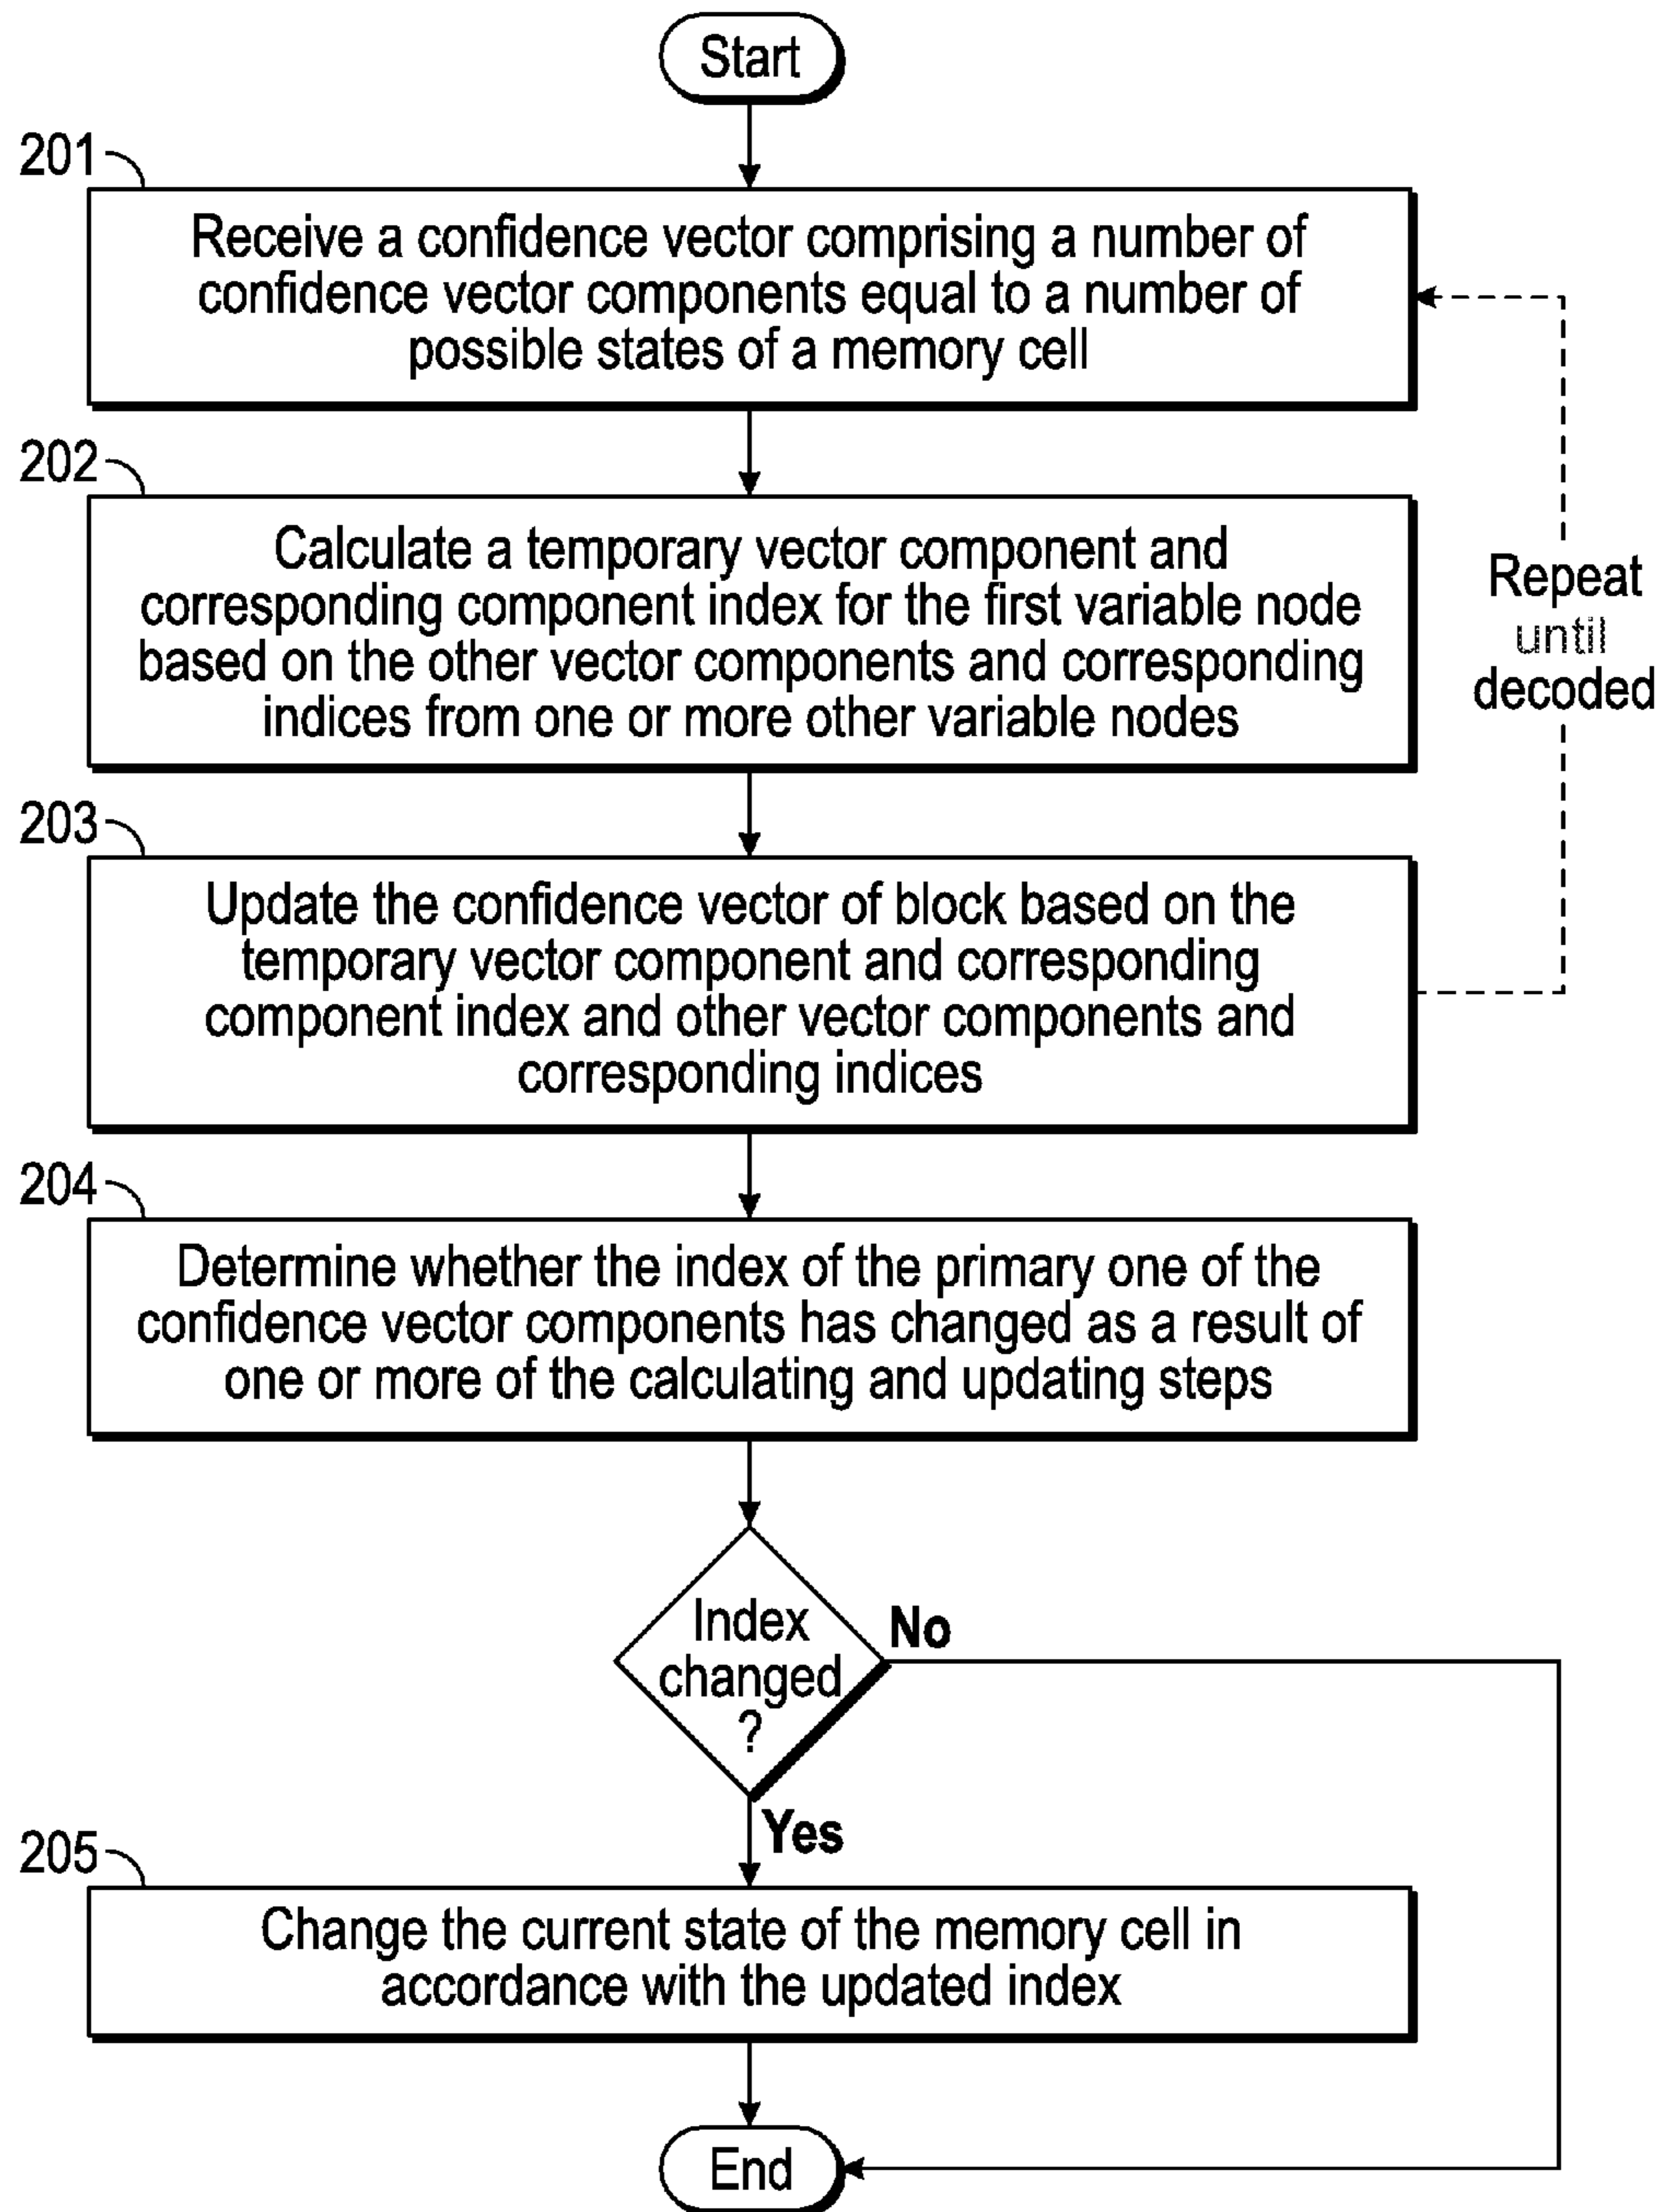 Start
201
Receive a confidence vector comprising a number of
confidence vector components equal to a number of
possible states of a memory cell
202
Calculate a temporary vector component and
corresponding component index for the first variable node
based on the other vector components and corresponding
indices from one or more other variable nodes
Repeat
until
decoded
203
Update the confidence vector of block based on the
temporary vector component and corresponding
component index and other vector components and
corresponding indices
204
Determine whether the index of the primary one of the
confidence vector components has changed as a result of
one or more of the calculating and updating steps
Index
changed
?
No
Yes
205
Change the current state of the memory cell in
accordance with the updated index
End